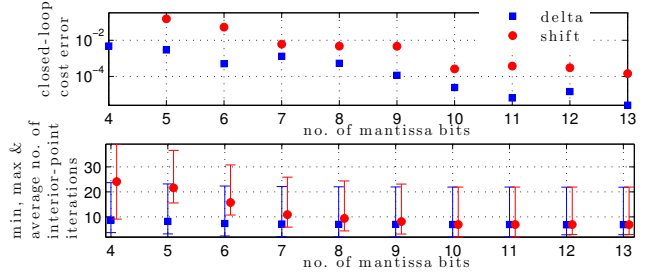 closed-loop
cost error
10^-2
10^-4
delta
shift
4 5 6 7 8 9 10 11 12 13
no. of mantissa bits
min, max &
average no. of
interior-point
iterations
30
20
10
4 5 6 7 8 9 10 11 12 13
no. of mantissa bits